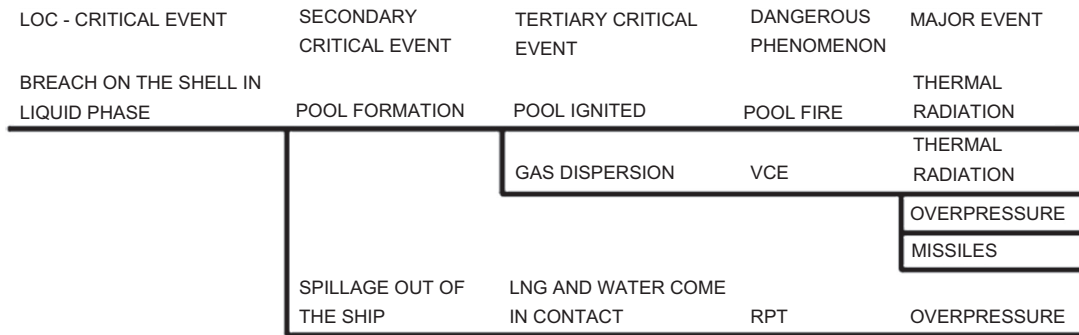 LOC - CRITICAL EVENT
SECONDARY
CRITICAL EVENT
TERTIARY CRITICAL
EVENT
DANGEROUS
PHENOMENON
MAJOR EVENT
BREACH ON THE SHELL IN
LIQUID PHASE
POOL FORMATION
POOL IGNITED
POOL FIRE
THERMAL
RADIATION
GAS DISPERSION
VCE
THERMAL
RADIATION
OVERPRESSURE
MISSILES
SPILLAGE OUT OF
THE SHIP
LNG AND WATER COME
IN CONTACT
RPT
OVERPRESSURE